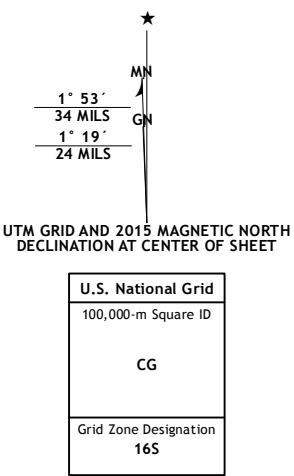 ★
MN
1° 53´
34 MILS
GN
1° 19´
24 MILS
UTM GRID AND 2015 MAGNETIC NORTH
DECLINATION AT CENTER OF SHEET
U.S. National Grid
100,000-m Square ID
CG
Grid Zone Designation
16S